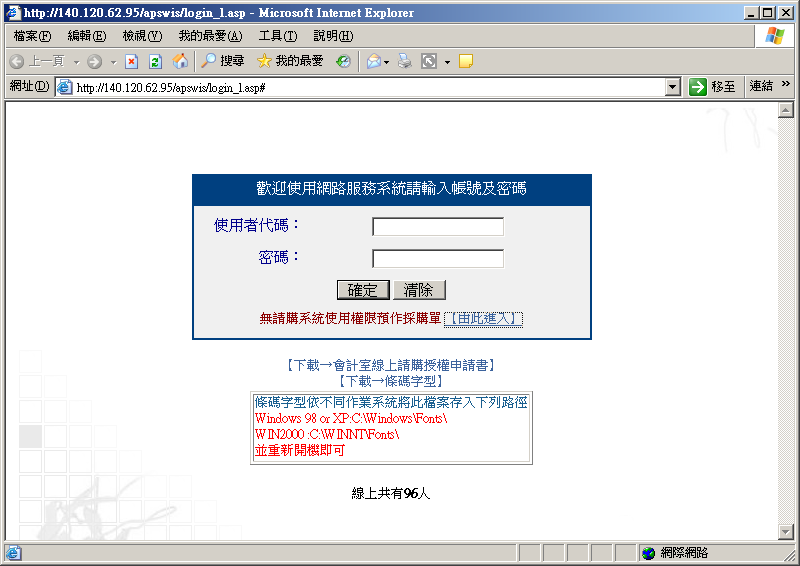 http://140.120.62.95/apswis/login_1.asp - Microsoft Internet Explorer
檔案(F) 編輯(E) 檢視(V) 我的最愛(A) 工具(T) 說明(H)
上一頁 搜尋 我的最愛
網址(D) http://140.120.62.95/apswis/login_1.asp# 移至 連結 »
歡迎使用網路服務系統請輸入帳號及密碼
使用者代碼：
密碼：
確定 清除
無請購系統使用權限預作採購單【由此進入】
【下載→會計室線上請購授權申請書】
【下載→條碼字型】
條碼字型依不同作業系統將此檔案存入下列路徑
Windows 98 or XP:C:\Windows\Fonts\
WIN2000 :C:\WINNT\Fonts\
並重新開機即可
線上共有96人
網際網路